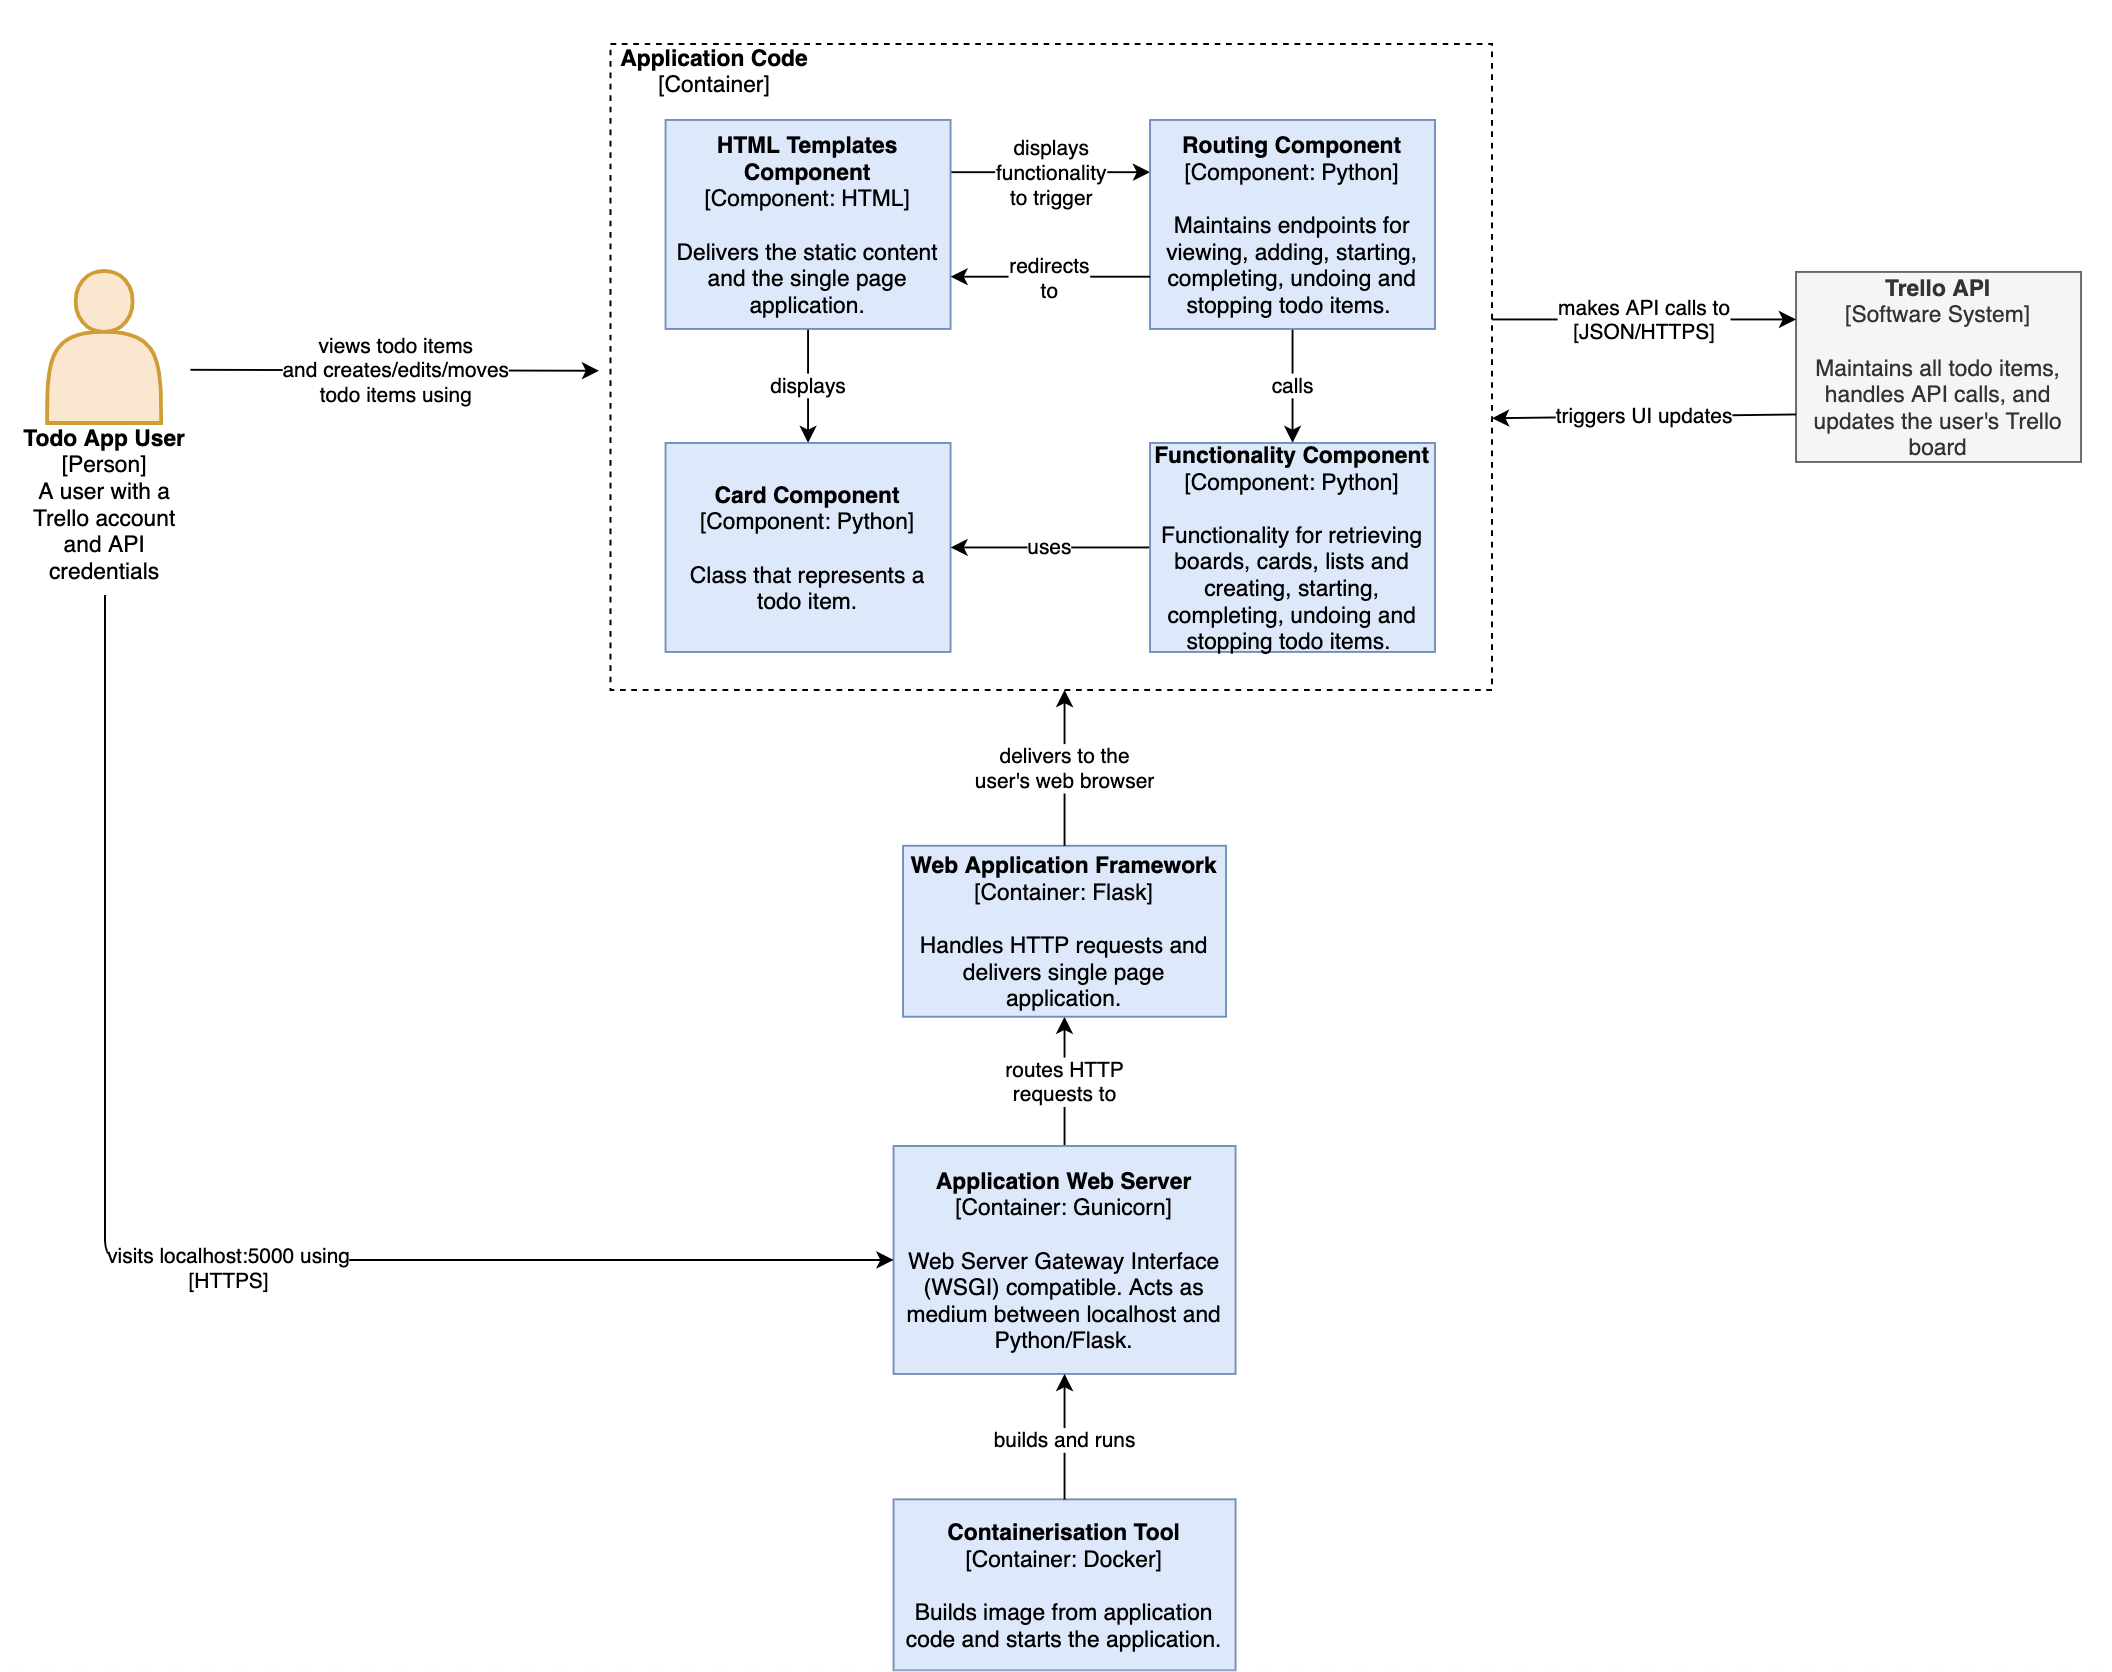 Application Code
[Container]
HTML Templates
Component
[Component: HTML]
Delivers the static content
and the single page
application.
displays
functionality
to trigger
redirects
to
Routing Component
[Component: Python]
Maintains endpoints for
viewing, adding, starting,
completing, undoing and
stopping todo items.
displays
calls
Card Component
[Component: Python]
Class that represents a
todo item.
uses
Functionality Component
[Component: Python]
Functionality for retrieving
boards, cards, lists and
creating, starting,
completing, undoing and
stopping todo items.
views todo items
and creates/edits/moves
todo items using
Todo App User
[Person]
A user with a
Trello account
and API
credentials
makes API calls to
[JSON/HTTPS]
triggers UI updates
Trello API
[Software System]
Maintains all todo items,
handles API calls, and
updates the user's Trello
board
delivers to the
user's web browser
Web Application Framework
[Container: Flask]
Handles HTTP requests and
delivers single page
application.
routes HTTP
requests to
Application Web Server
[Container: Gunicorn]
Web Server Gateway Interface
(WSGI) compatible. Acts as
medium between localhost and
Python/Flask.
visits localhost:5000 using
[HTTPS]
builds and runs
Containerisation Tool
[Container: Docker]
Builds image from application
code and starts the application.